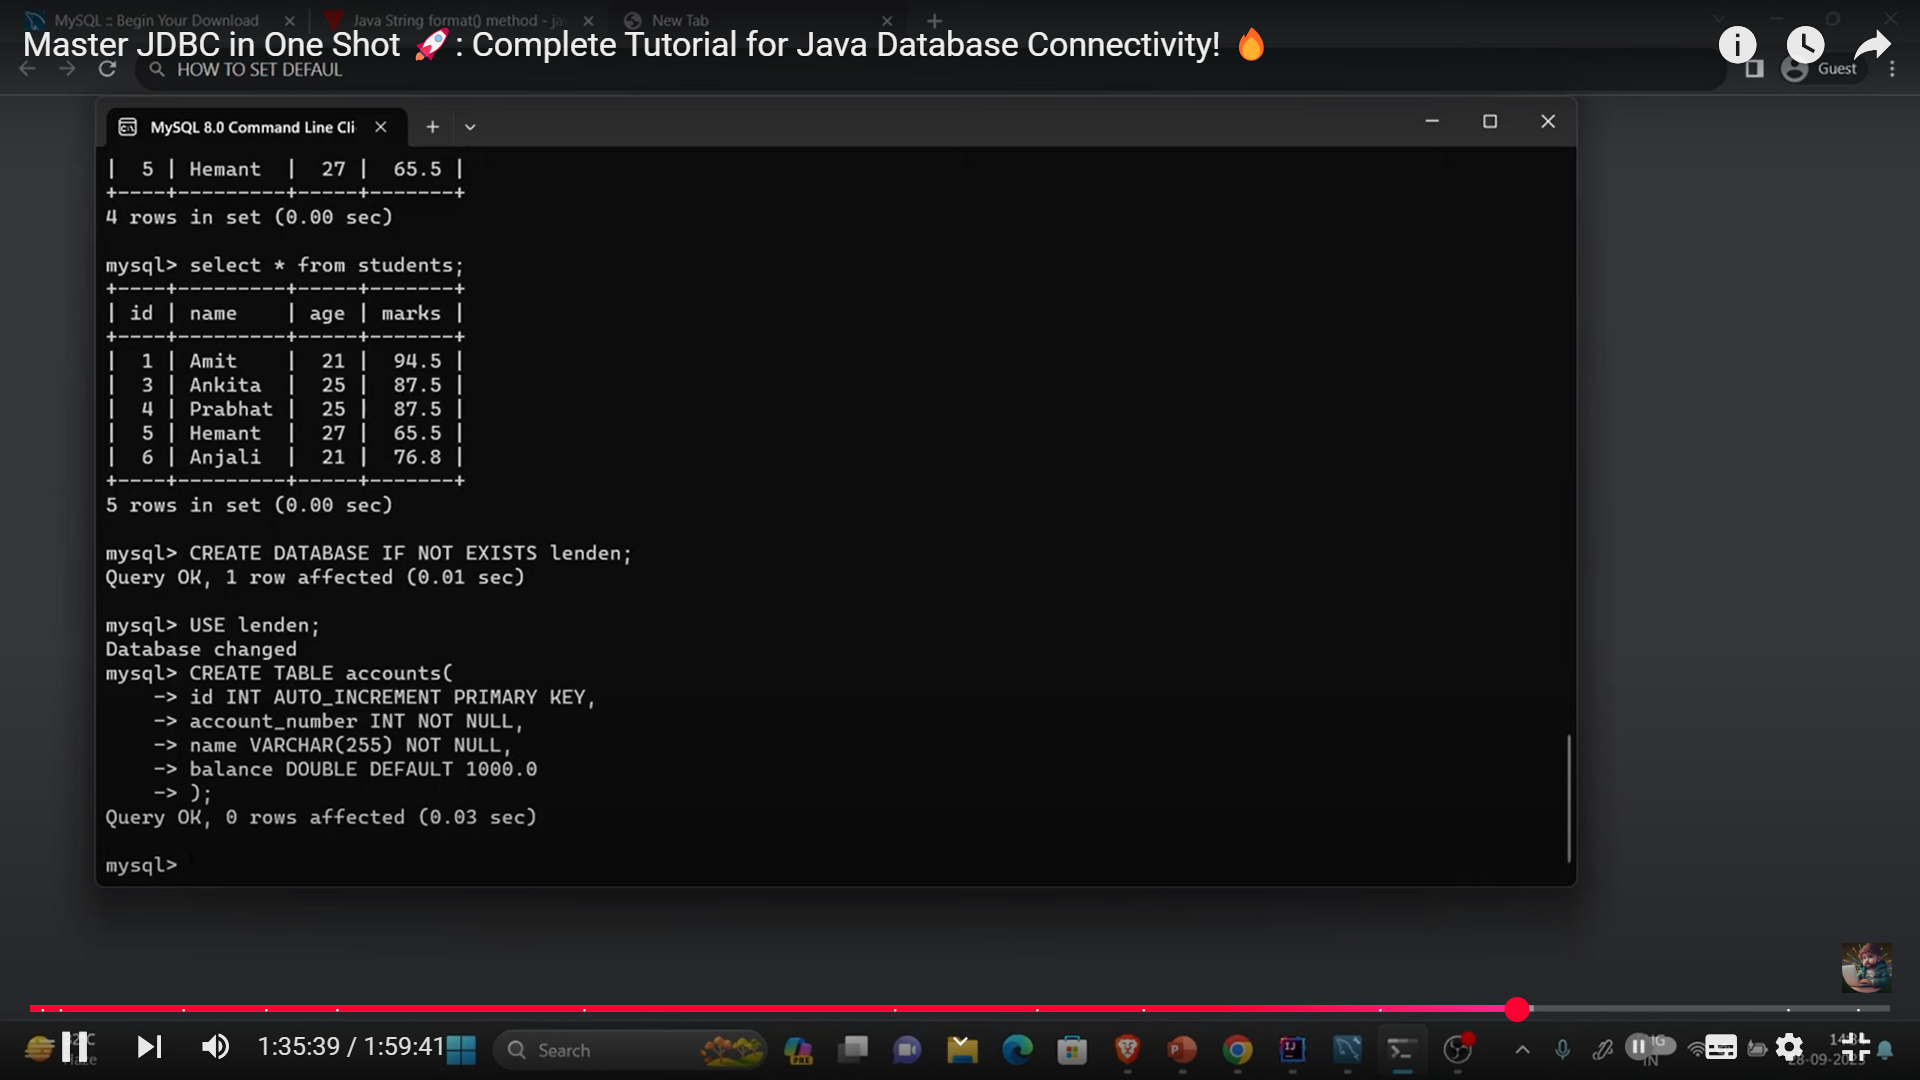 MySQL :: Begin Your Download
Java String format() method - ja
New Tab
Master JDBC in One Shot 🚀 : Complete Tutorial for Java Database Connectivity! 🔥
HOW TO SET DEFAUL
Guest
MySQL 8.0 Command Line Cli
|  5 | Hemant  |  27 |  65.5 |
+----+---------+-----+-------+
4 rows in set (0.00 sec)
mysql> select * from students;
+----+---------+-----+-------+
| id | name    | age | marks |
+----+---------+-----+-------+
|  1 | Amit    |  21 |  94.5 |
|  3 | Ankita  |  25 |  87.5 |
|  4 | Prabhat |  25 |  87.5 |
|  5 | Hemant  |  27 |  65.5 |
|  6 | Anjali  |  21 |  76.8 |
+----+---------+-----+-------+
5 rows in set (0.00 sec)
mysql> CREATE DATABASE IF NOT EXISTS lenden;
Query OK, 1 row affected (0.01 sec)
mysql> USE lenden;
Database changed
mysql> CREATE TABLE accounts(
    -> id INT AUTO_INCREMENT PRIMARY KEY,
    -> account_number INT NOT NULL,
    -> name VARCHAR(255) NOT NULL,
    -> balance DOUBLE DEFAULT 1000.0
    -> );
Query OK, 0 rows affected (0.03 sec)
mysql>
1:35:39 / 1:59:41
Search
PRE
IN